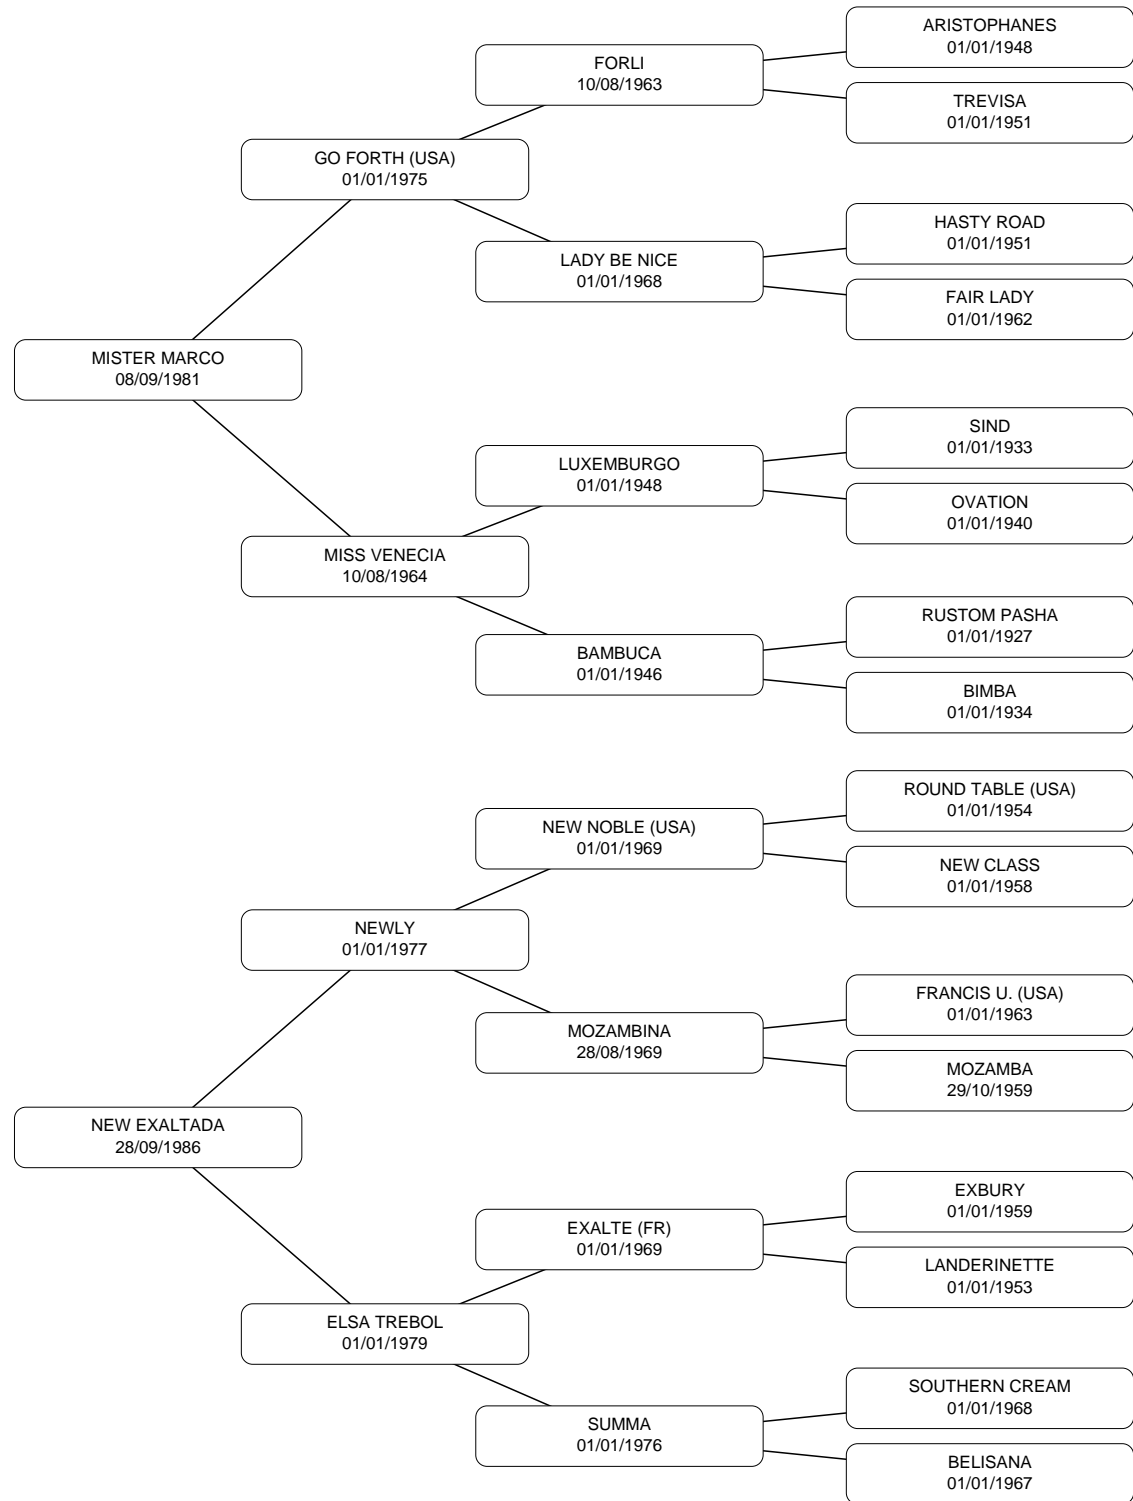 ARISTOPHANES
01/01/1948
FORLI
10/08/1963
TREVISA
01/01/1951
GO FORTH (USA)
01/01/1975
HASTY ROAD
01/01/1951
LADY BE NICE
01/01/1968
FAIR LADY
01/01/1962
MISTER MARCO
08/09/1981
SIND
01/01/1933
LUXEMBURGO
01/01/1948
OVATION
01/01/1940
MISS VENECIA
10/08/1964
RUSTOM PASHA
01/01/1927
BAMBUCA
01/01/1946
BIMBA
01/01/1934
ROUND TABLE (USA)
01/01/1954
NEW NOBLE (USA)
01/01/1969
NEW CLASS
01/01/1958
NEWLY
01/01/1977
FRANCIS U. (USA)
01/01/1963
MOZAMBINA
28/08/1969
MOZAMBA
29/10/1959
NEW EXALTADA
28/09/1986
EXBURY
01/01/1959
EXALTE (FR)
01/01/1969
LANDERINETTE
01/01/1953
ELSA TREBOL
01/01/1979
SOUTHERN CREAM
01/01/1968
SUMMA
01/01/1976
BELISANA
01/01/1967